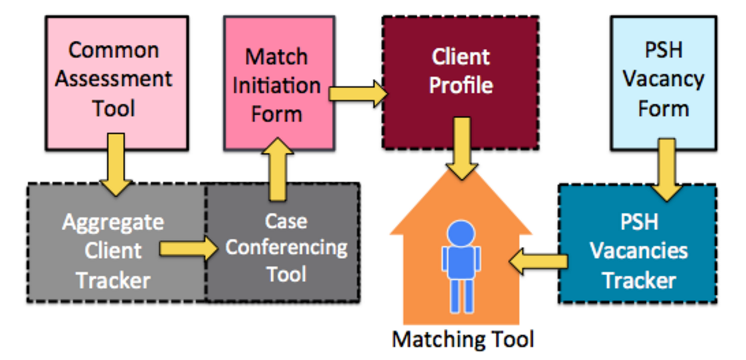 Common
Assessment
Tool
Match
Initiation
Form
Client
Profile
PSH
Vacancy
Form
Aggregate
Client
Tracker
Case
Conferencing
Tool
PSH
Vacancies
Tracker
Matching Tool